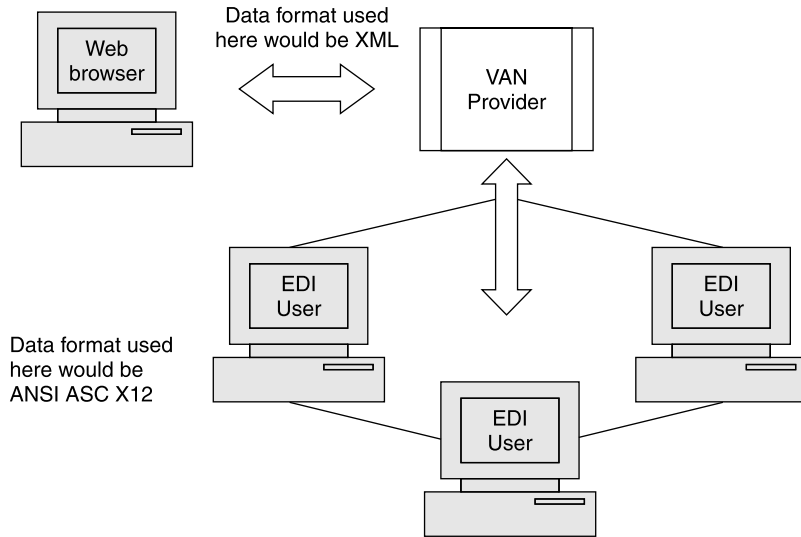 Data format used
here would be XML
Web
browser
VAN
Provider
EDI
User
EDI
User
Data format used
here would be
ANSI ASC X12
EDI
User